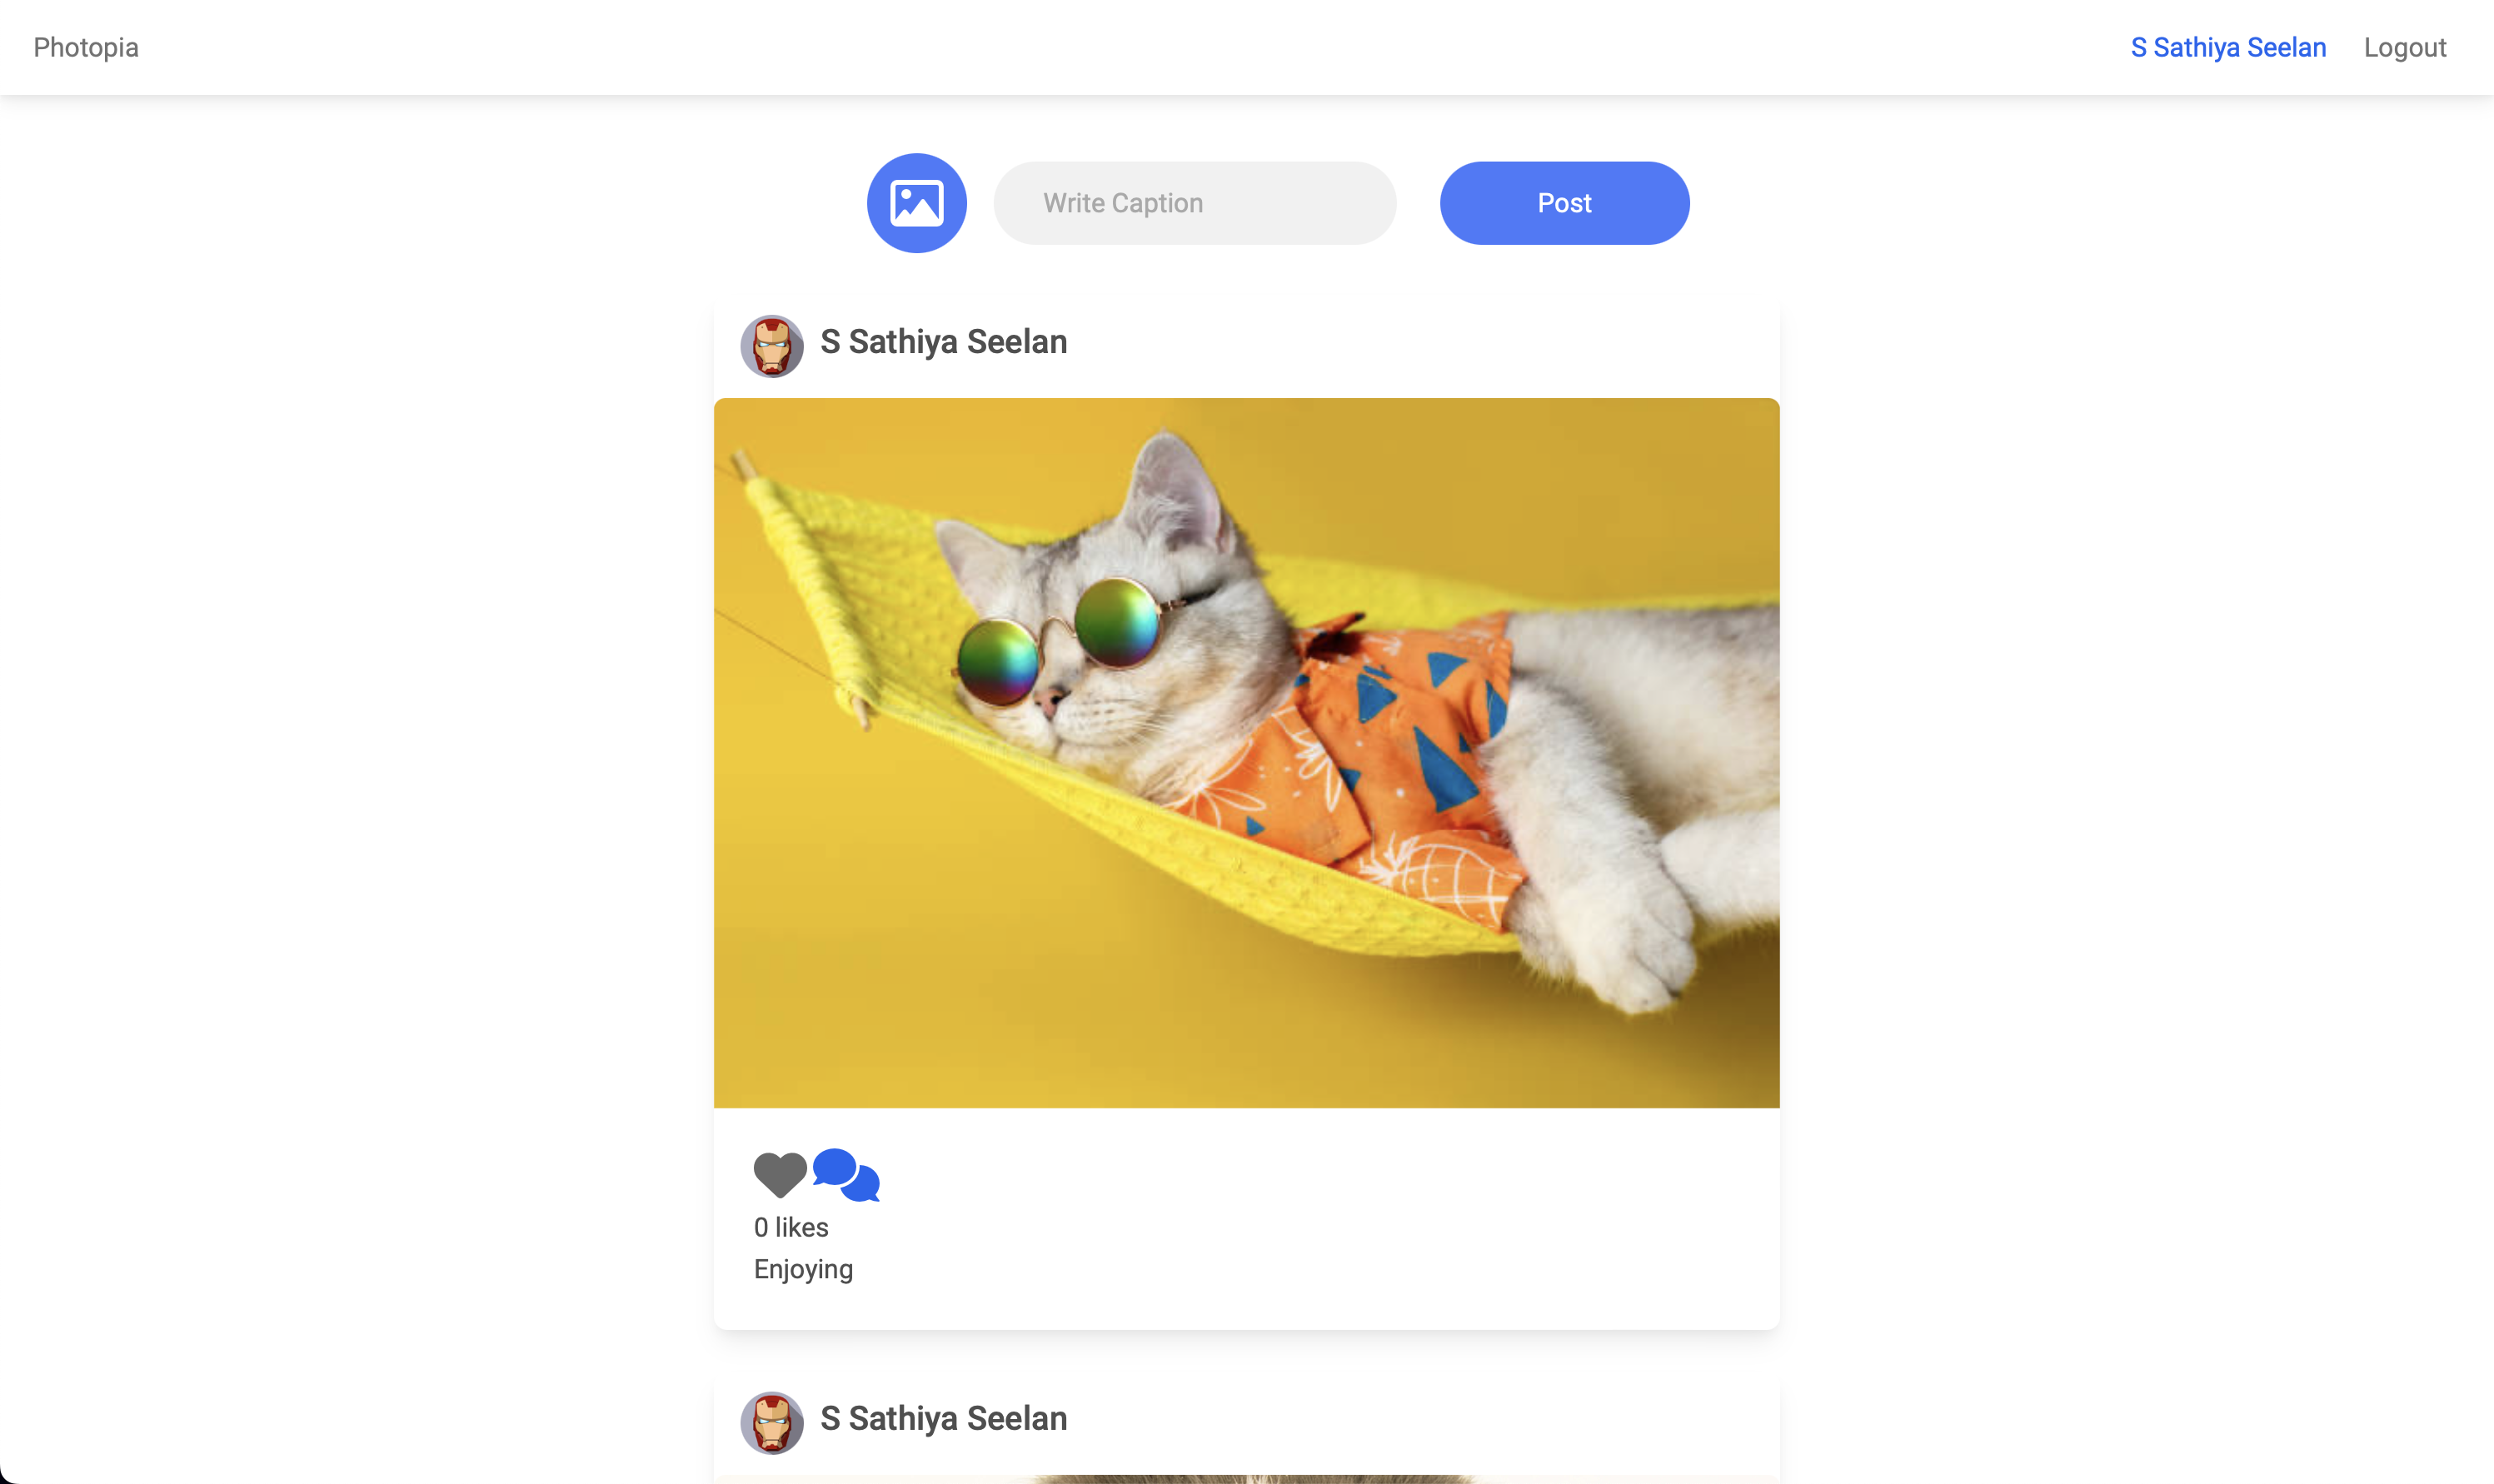 Photopia
S Sathiya Seelan
Logout
Write Caption
Post
S Sathiya Seelan
0 likes
Enjoying
S Sathiya Seelan